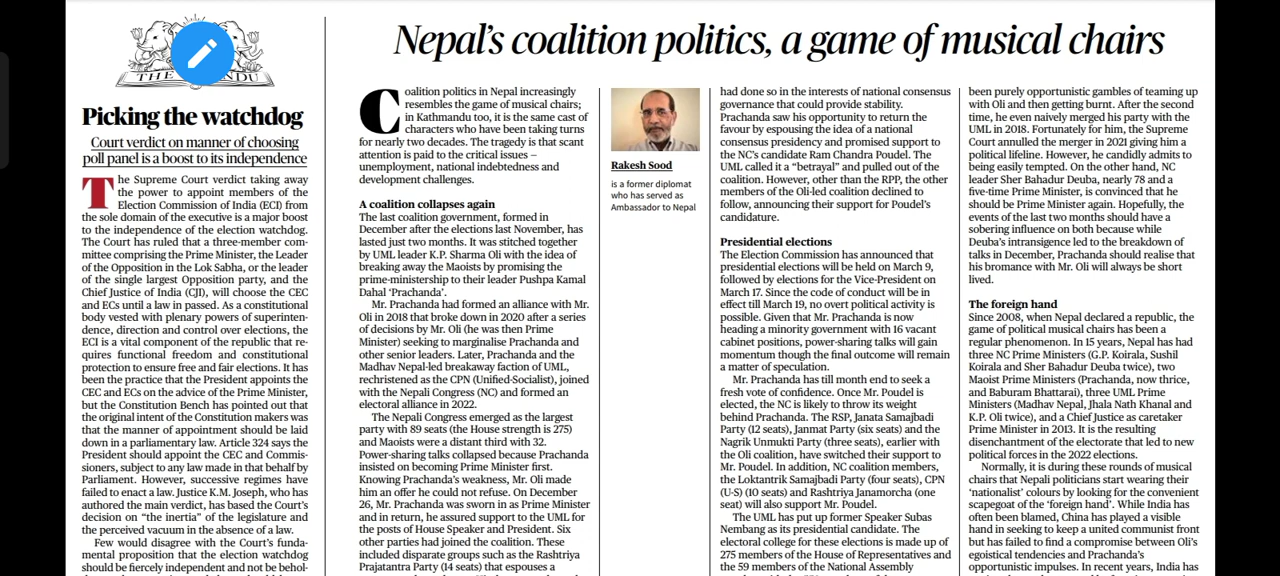 THE
DU
Picking the watchdog
Court verdict on manner of choosing
poll panel is a boost to its independence
The Supreme Court verdict taking away
the power to appoint members of the
Election Commission of India (ECI) from
the sole domain of the executive is a major boost
to the independence of the election watchdog.
The Court has ruled that a three-member com-
mittee comprising the Prime Minister, the Leader
of the Opposition in the Lok Sabha, or the leader
of the single largest Opposition party, and the
Chief Justice of India (CJI), will choose the CEC
and ECs until a law in passed. As a constitutional
body vested with plenary powers of superinten-
dence, direction and control over elections, the
ECI is a vital component of the republic that re-
quires functional freedom and constitutional
protection to ensure free and fair elections. It has
been the practice that the President appoints the
CEC and ECs on the advice of the Prime Minister,
but the Constitution Bench has pointed out that
the original intent of the Constitution makers was
that the manner of appointment should be laid
down in a parliamentary law. Article 324 says the
President should appoint the CEC and Commis-
sioners, subject to any law made in that behalf by
Parliament. However, successive regimes have
failed to enact a law. Justice K.M. Joseph, who has
authored the main verdict, has based the Court's
decision on “the inertia” of the legislature and
the perceived vacuum in the absence of a law.
Few would disagree with the Court's funda-
mental proposition that the election watchdog
should be fiercely independent and not be behol-
Nepal's coalition politics, a game of musical chairs
Coalition politics in Nepal increasingly
resembles the game of musical chairs;
in Kathmandu too, it is the same cast of
characters who have been taking turns
for nearly two decades. The tragedy is that scant
attention is paid to the critical issues –
unemployment, national indebtedness and
development challenges.
A coalition collapses again
The last coalition government, formed in
December after the elections last November, has
lasted just two months. It was stitched together
by UML leader K.P. Sharma Oli with the idea of
breaking away the Maoists by promising the
prime-ministership to their leader Pushpa Kamal
Dahal ‘Prachanda’.
Mr. Prachanda had formed an alliance with Mr.
Oli in 2018 that broke down in 2020 after a series
of decisions by Mr. Oli (he was then Prime
Minister) seeking to marginalise Prachanda and
other senior leaders. Later, Prachanda and the
Madhav Nepal-led breakaway faction of UML,
rechristened as the CPN (Unified-Socialist), joined
with the Nepali Congress (NC) and formed an
electoral alliance in 2022.
The Nepali Congress emerged as the largest
party with 89 seats (the House strength is 275)
and Maoists were a distant third with 32.
Power-sharing talks collapsed because Prachanda
insisted on becoming Prime Minister first.
Knowing Prachanda's weakness, Mr. Oli made
him an offer he could not refuse. On December
26, Mr. Prachanda was sworn in as Prime Minister
and in return, he assured support to the UML for
the posts of House Speaker and President. Six
other parties had joined the coalition. These
included disparate groups such as the Rashtriya
Prajatantra Party (14 seats) that espouses a
Rakesh Sood
is a former diplomat
who has served as
Ambassador to Nepal
had done so in the interests of national consensus
governance that could provide stability.
Prachanda saw his opportunity to return the
favour by espousing the idea of a national
consensus presidency and promised support to
the NC's candidate Ram Chandra Poudel. The
UML called it a “betrayal” and pulled out of the
coalition. However, other than the RPP, the other
members of the Oli-led coalition declined to
follow, announcing their support for Poudel's
candidature.
Presidential elections
The Election Commission has announced that
presidential elections will be held on March 9,
followed by elections for the Vice-President on
March 17. Since the code of conduct will be in
effect till March 19, no overt political activity is
possible. Given that Mr. Prachanda is now
heading a minority government with 16 vacant
cabinet positions, power-sharing talks will gain
momentum though the final outcome will remain
a matter of speculation.
Mr. Prachanda has till month end to seek a
fresh vote of confidence. Once Mr. Poudel is
elected, the NC is likely to throw its weight
behind Prachanda. The RSP, Janata Samajbadi
Party (12 seats), Janmat Party (six seats) and the
Nagrik Unmukti Party (three seats), earlier with
the Oli coalition, have switched their support to
Mr. Poudel. In addition, NC coalition members,
the Loktantrik Samajbadi Party (four seats), CPN
(U-S) (10 seats) and Rashtriya Janamorcha (one
seat) will also support Mr. Poudel.
The UML has put up former Speaker Subas
Nembang as its presidential candidate. The
electoral college for these elections is made up of
275 members of the House of Representatives and
the 59 members of the National Assembly
been purely opportunistic gambles of teaming up
with Oli and then getting burnt. After the second
time, he even naively merged his party with the
UML in 2018. Fortunately for him, the Supreme
Court annulled the merger in 2021 giving him a
political lifeline. However, he candidly admits to
being easily tempted. On the other hand, NC
leader Sher Bahadur Deuba, nearly 78 and a
five-time Prime Minister, is convinced that he
should be Prime Minister again. Hopefully, the
events of the last two months should have a
sobering influence on both because while
Deuba's intransigence led to the breakdown of
talks in December, Prachanda should realise that
his bromance with Mr. Oli will always be short
lived.
The foreign hand
Since 2008, when Nepal declared a republic, the
game of political musical chairs has been a
regular phenomenon. In 15 years, Nepal has had
three NC Prime Ministers (G.P. Koirala, Sushil
Koirala and Sher Bahadur Deuba twice), two
Maoist Prime Ministers (Prachanda, now thrice,
and Baburam Bhattarai), three UML Prime
Ministers (Madhav Nepal, Jhala Nath Khanal and
K.P. Oli twice), and a Chief Justice as caretaker
Prime Minister in 2013. It is the resulting
disenchantment of the electorate that led to new
political forces in the 2022 elections.
Normally, it is during these rounds of musical
chairs that Nepali politicians start wearing their
‘nationalist’ colours by looking for the convenient
scapegoat of the ‘foreign hand’. While India has
often been blamed, China has played a visible
hand in seeking to keep a united communist front
but has failed to find a compromise between Oli's
egoistical tendencies and Prachanda's
opportunistic impulses. In recent years, India has